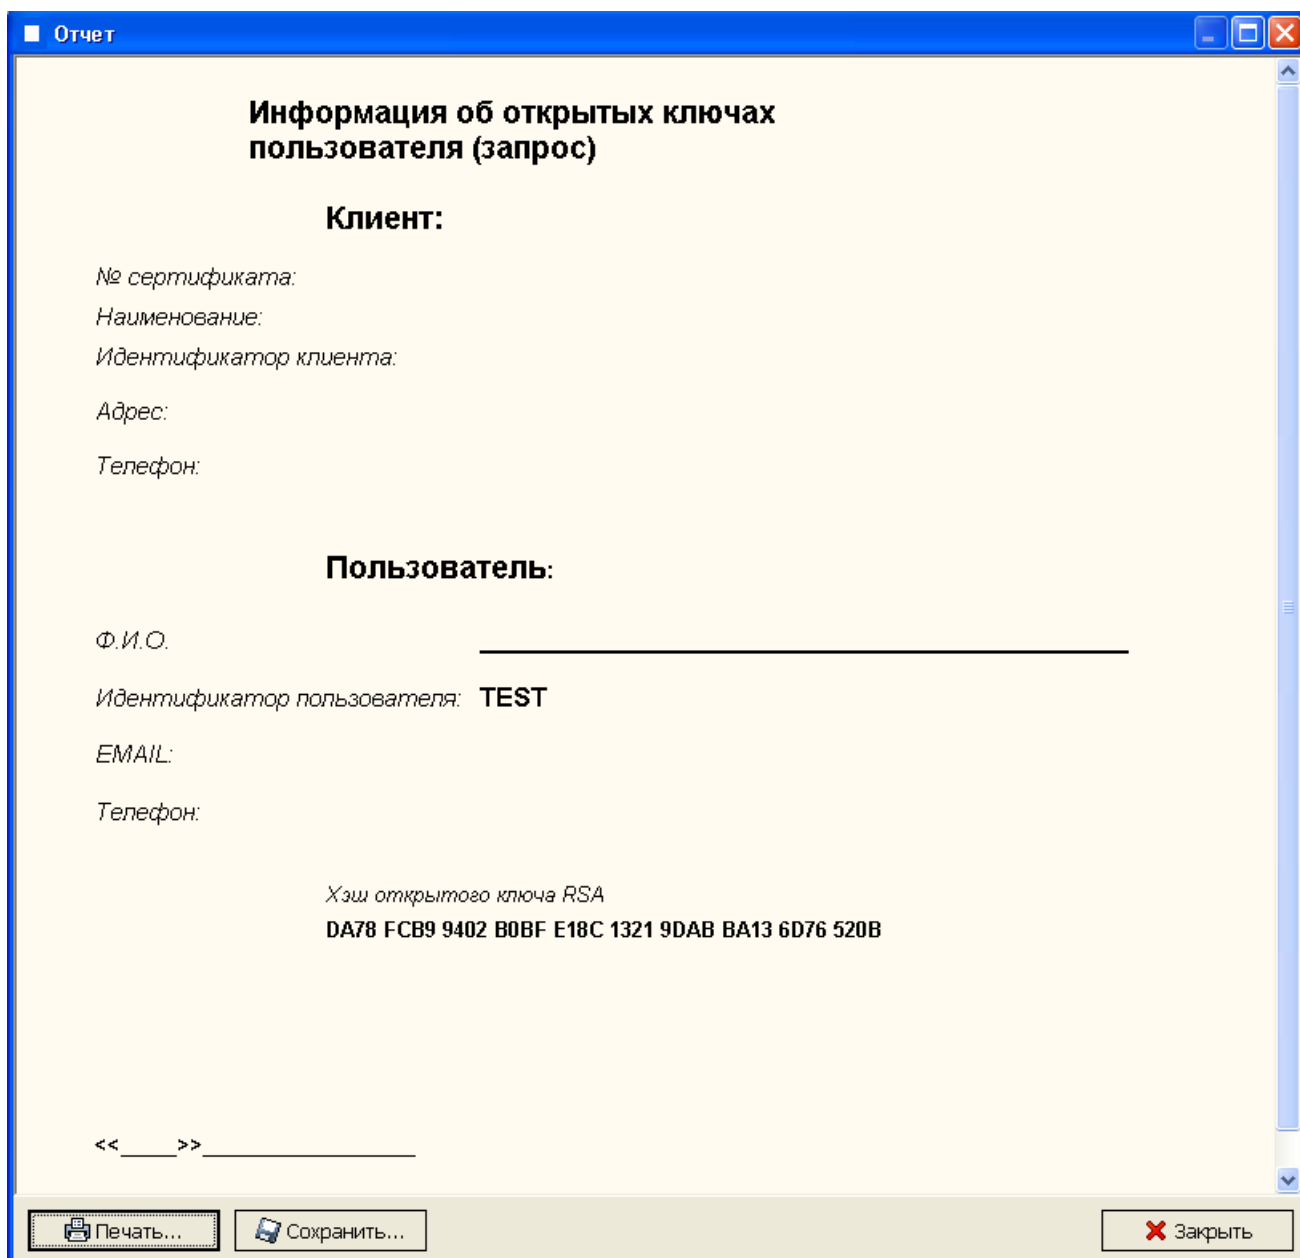 Отчет
Информация об открытых ключах
пользователя (запрос)
Клиент:
№ сертификата:
Наименование:
Идентификатор клиента:
Адрес:
Телефон:
Пользователь:
Ф.И.О.
Идентификатор пользователя: TEST
EMAIL:
Телефон:
Хэш открытого ключа RSA
DA78 FCB9 9402 B0BF E18C 1321 9DAB BA13 6D76 520B
<<____>>_______________
Печать... Сохранить... Закрыть